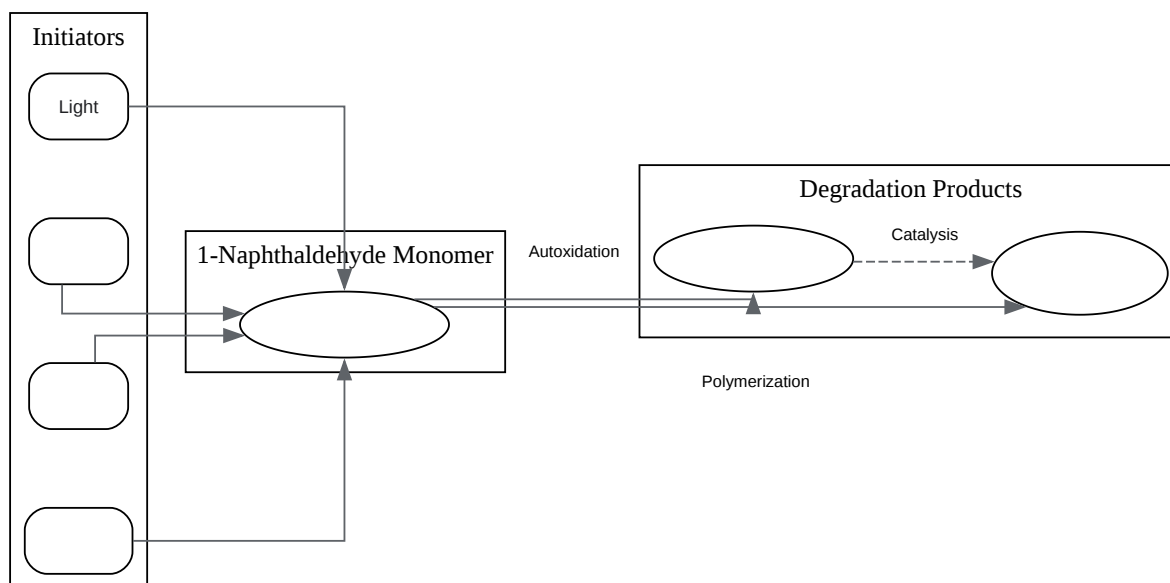 Initiators
Light
1-Naphthaldehyde Monomer
Autoxidation
Polymerization
Degradation Products
Catalysis